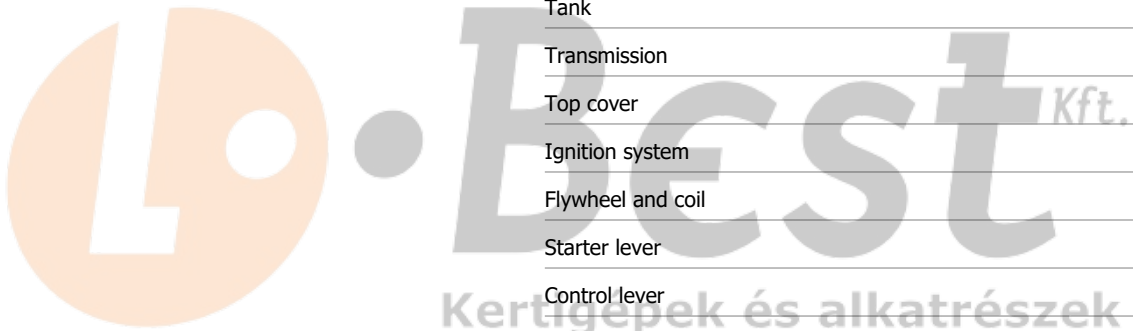 Tank
Transmission
Top cover
L•Best Kft.
Ignition system
Flywheel and coil
Starter lever
Control lever
Kertigépek és alkatrészek